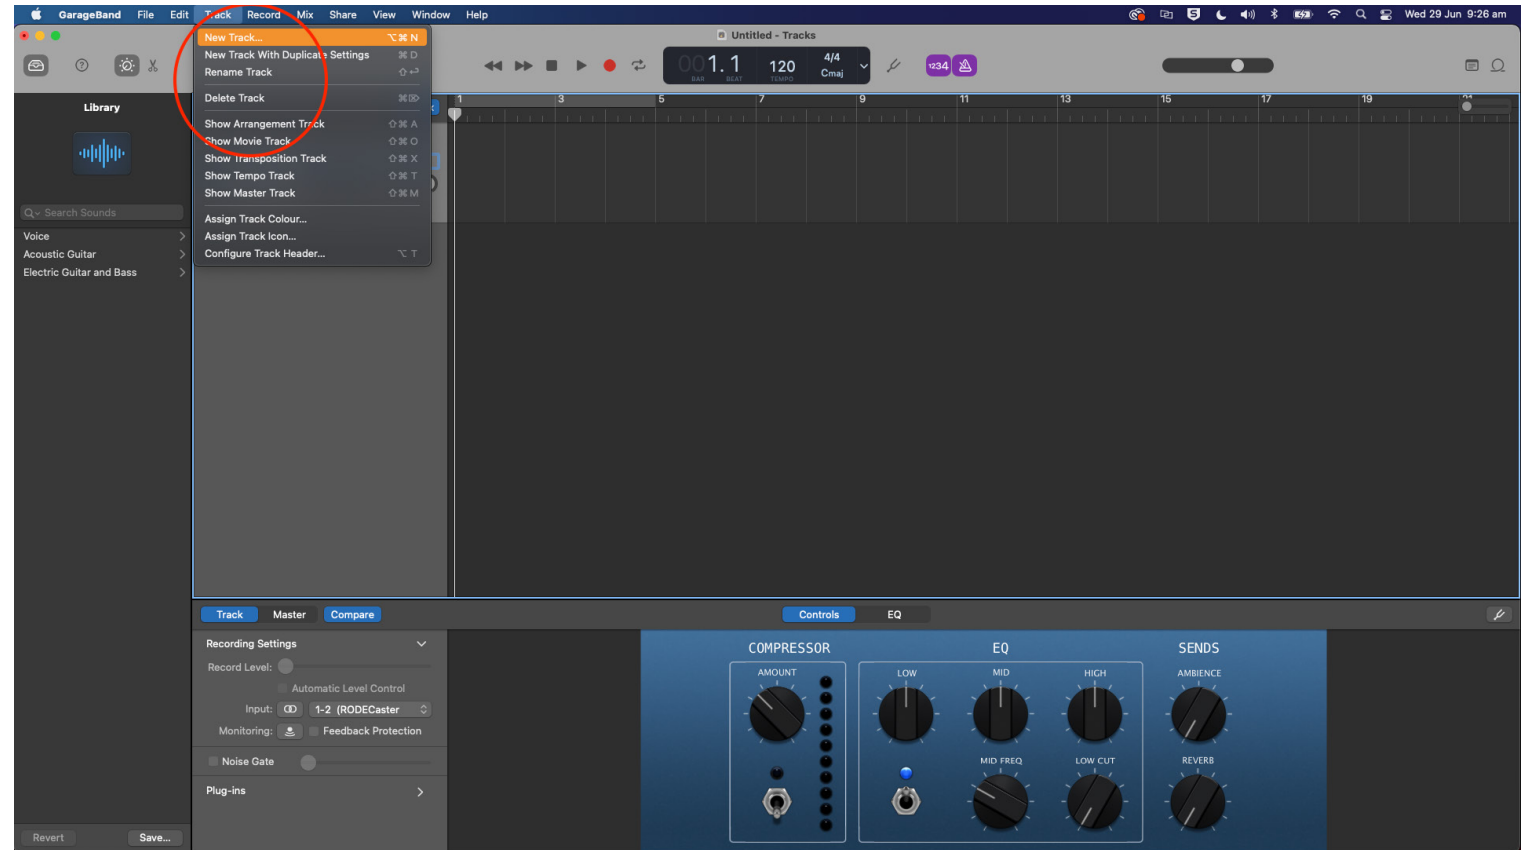 GarageBand File Edit Track Record Mix Share View Window Help Wed 29 Jun 9:26 am
Untitled - Tracks
New Track... ⌥⌘N
New Track With Duplicate Settings ⌘D
Rename Track ⇧↩
Delete Track ⌘⌦
Show Arrangement Track ⇧⌘A
Show Movie Track ⇧⌘O
Show Transposition Track ⇧⌘X
Show Tempo Track ⇧⌘T
Show Master Track ⇧⌘M
Assign Track Colour...
Assign Track Icon...
Configure Track Header... ⌥T
001.1 120 4/4
Cmaj
BAR BEAT TEMPO
1234
1 3 5 7 9 11 13 15 17 19
Library
Search Sounds
Voice
Acoustic Guitar
Electric Guitar and Bass
Revert Save...
Track Master Compare Controls EQ
Recording Settings
Record Level:
Automatic Level Control
Input: 1-2 (RODECaster
Monitoring: Feedback Protection
Noise Gate
Plug-ins
COMPRESSOR EQ SENDS
AMOUNT LOW MID HIGH AMBIENCE
MID FREQ LOW CUT REVERB